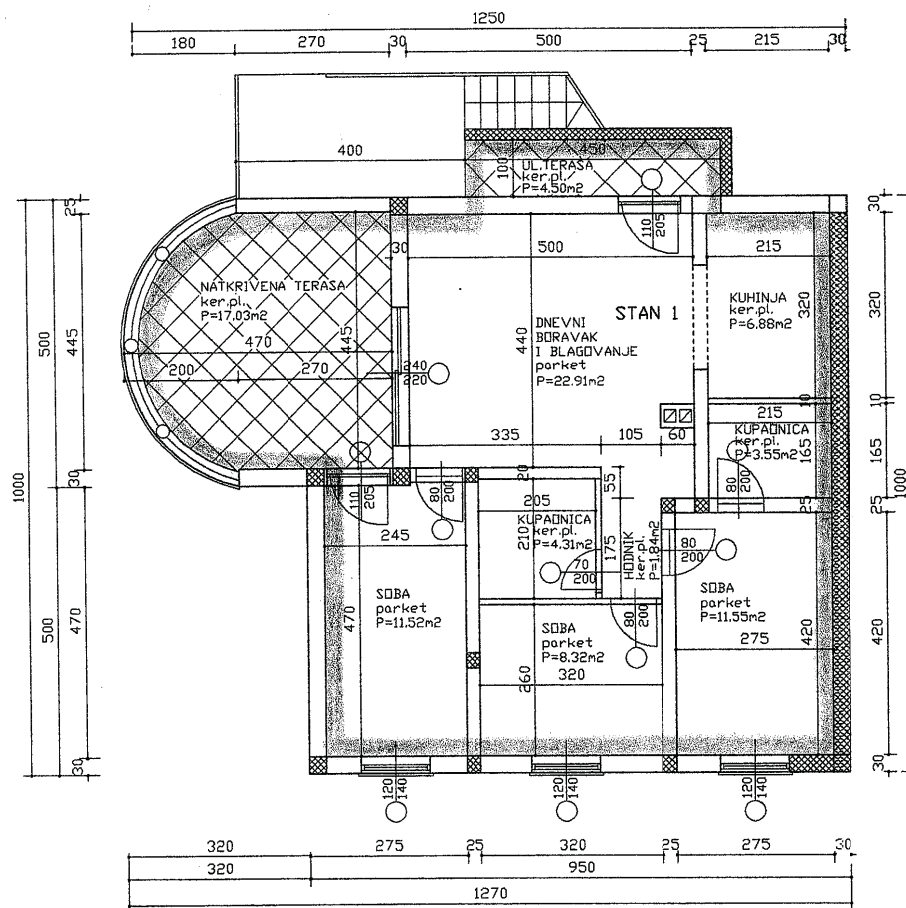 1250
180 270 30 500 25 215 30
400
450
100
UL.TERASA
ker.pl.
P=4.50m2
110
205
25
445
30
1000
500
500
470
30
30
320
10
165
25
1000
420
30
NATKRIVENA TERASA
ker.pl.
P=17.03m2
470
445
200
270
30
500
440
240
220
STAN 1
DNEVNI
BORAVAK
I BLAGOVANJE
parket
P=22.91m2
215
320
KUHINJA
ker.pl.
P=6.88m2
10
335
105
60
215
KUPAONICA
ker.pl.
P=3.55m2
165
80
200
25
110
205
80
200
20
55
245
205
210
KUPAONICA
ker.pl.
P=4.31m2
70
200
175
HODNIK
ker.pl.
P=1.84m2
80
200
80
200
470
SOBA
parket
P=11.52m2
SOBA
parket
P=8.32m2
320
260
SOBA
parket
P=11.55m2
275
420
120
140
120
140
120
140
320 275 25 320 25 275 30
320 950
1270